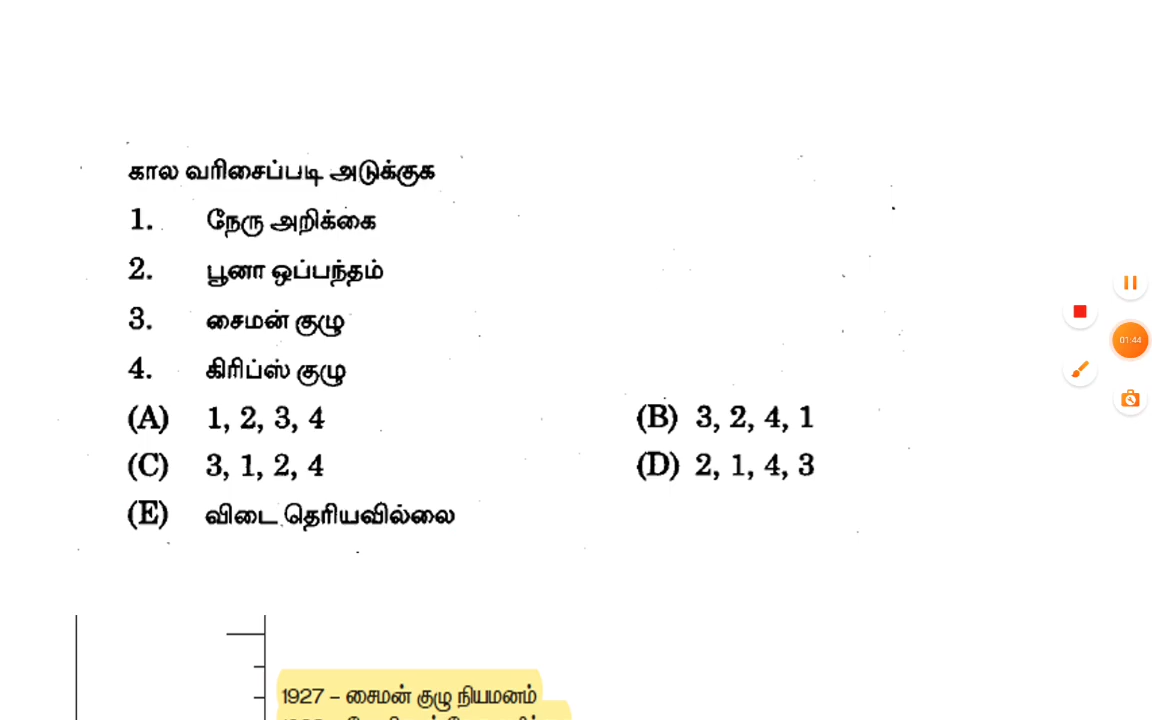 கால வரிசைப்படி அடுக்குக
1. நேரு அறிக்கை
2. பூனா ஒப்பந்தம்
3. சைமன் குழு
01:44
4. கிரிப்ஸ் குழு
(A) 1, 2, 3, 4 (B) 3, 2, 4, 1
(C) 3, 1, 2, 4 (D) 2, 1, 4, 3
(E) விடை தெரியவில்லை
1927 – சைமன் குழு நியமனம்